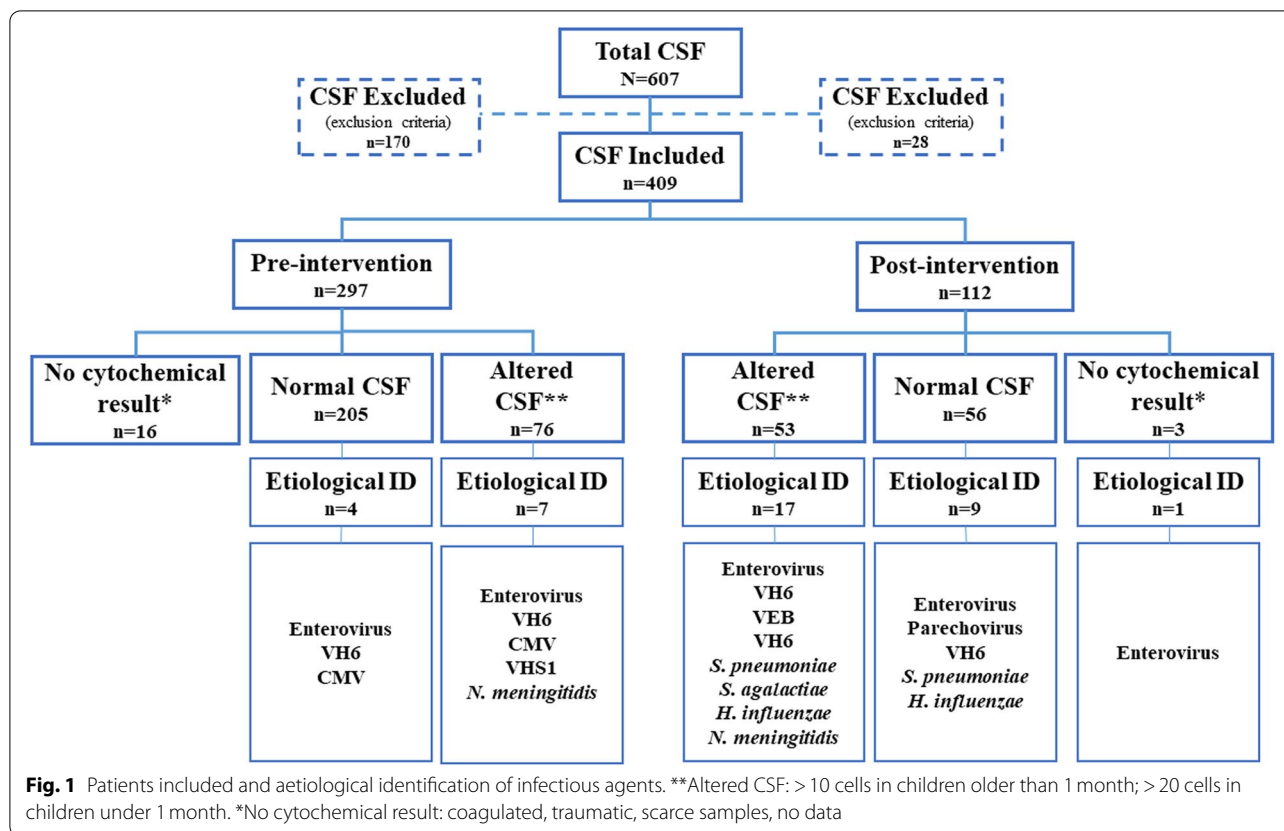 Total CSF
N=607
CSF Excluded
(exclusion criteria)
n=170
CSF Excluded
(exclusion criteria)
n=28
CSF Included
n=409
Pre-intervention
n=297
Post-intervention
n=112
No cytochemical
result*
n=16
Normal CSF
n=205
Altered
CSF**
n=76
Altered
CSF**
n=53
Normal CSF
n=56
No cytochemical
result*
n=3
Etiological ID
n=4
Etiological ID
n=7
Etiological ID
n=17
Etiological ID
n=9
Etiological ID
n=1
Enterovirus
VH6
CMV
Enterovirus
VH6
CMV
VHS1
N. meningitidis
Enterovirus
VH6
VEB
VH6
S. pneumoniae
S. agalactiae
H. influenzae
N. meningitidis
Enterovirus
Parechovirus
VH6
S. pneumoniae
H. influenzae
Enterovirus
Fig. 1 Patients included and aetiological identification of infectious agents. **Altered CSF: > 10 cells in children older than 1 month; > 20 cells in
children under 1 month. *No cytochemical result: coagulated, traumatic, scarce samples, no data